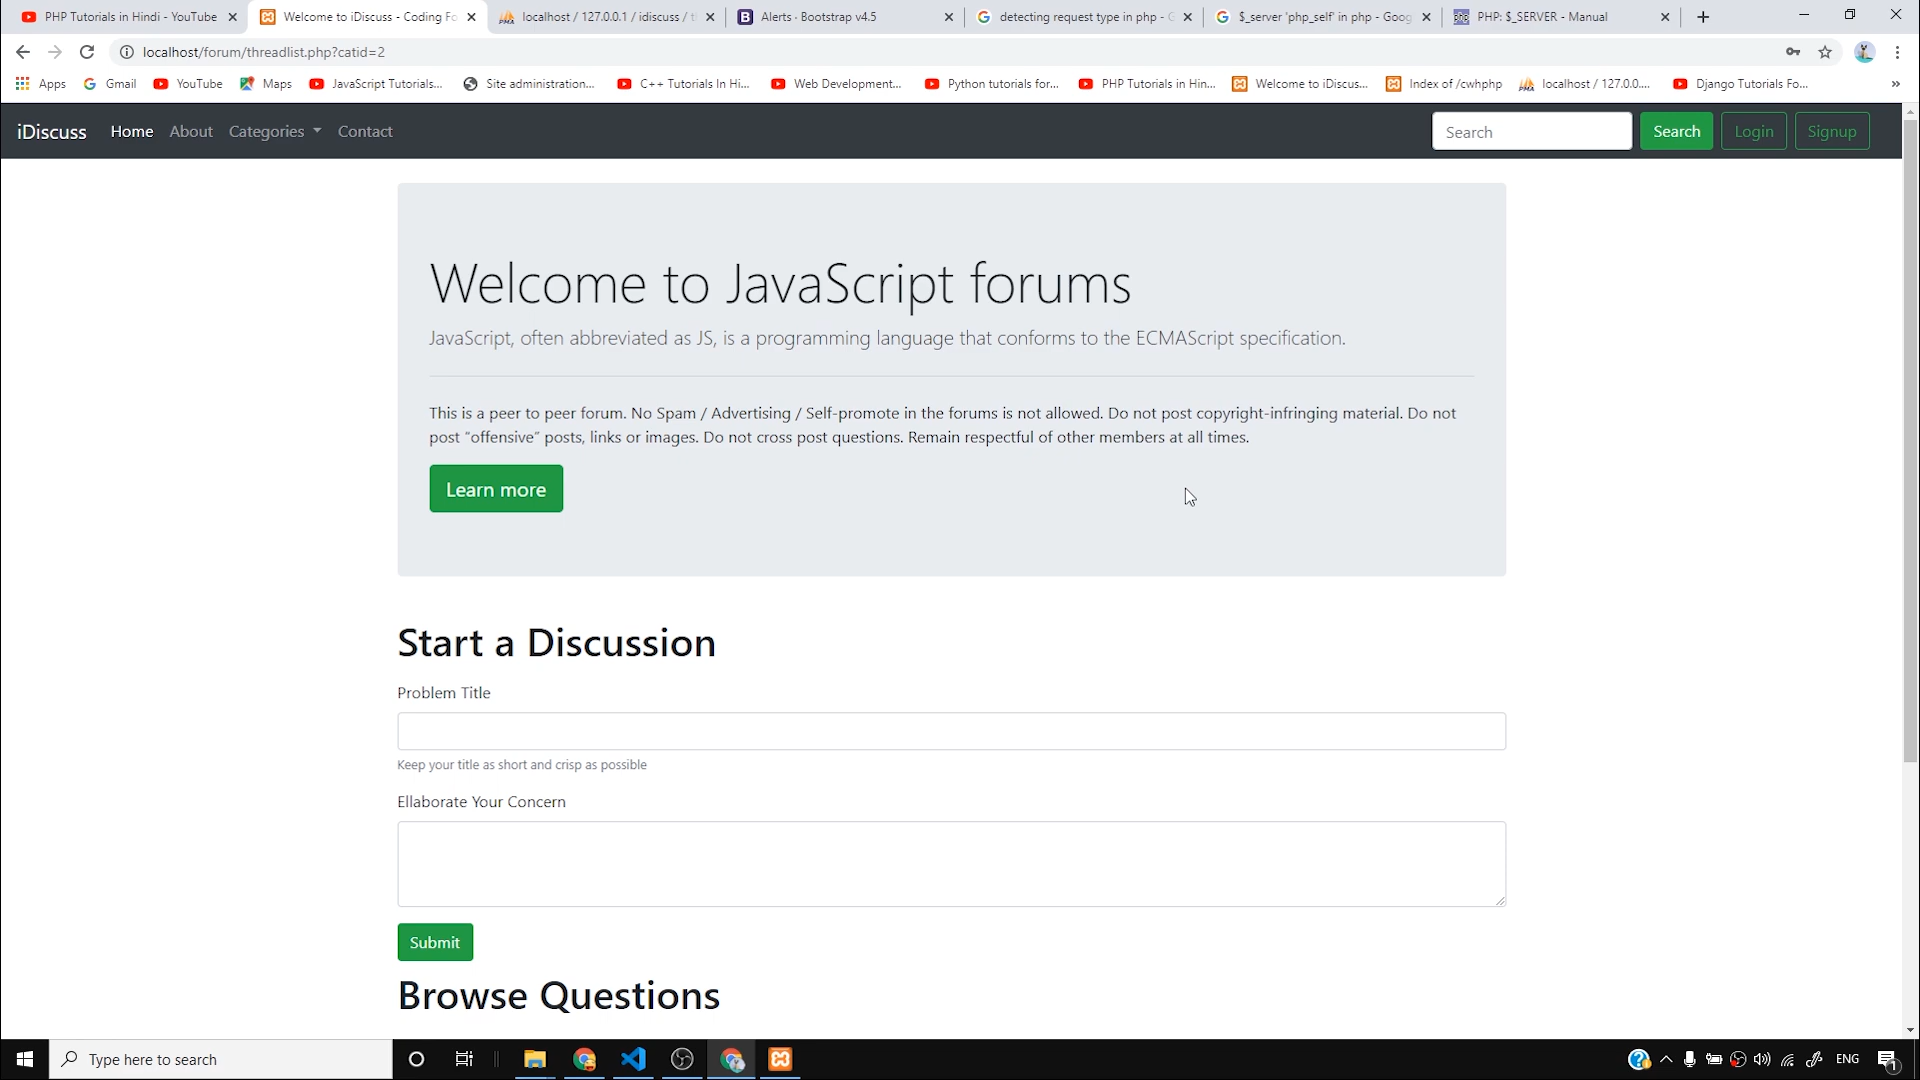 PHP Tutorials in Hindi - YouTube
Welcome to iDiscuss - Coding Fo
localhost / 127.0.0.1 / idiscuss / t
Alerts · Bootstrap v4.5
detecting request type in php - G
$_server 'php_self' in php - Goog
PHP: $_SERVER - Manual
localhost/forum/threadlist.php?catid=2
Apps
Gmail
YouTube
Maps
JavaScript Tutorials...
Site administration...
C++ Tutorials In Hi...
Web Development...
Python tutorials for...
PHP Tutorials in Hin...
Welcome to iDiscus...
Index of /cwhphp
localhost / 127.0.0....
Django Tutorials Fo...
»
iDiscuss
Home
About
Categories
Contact
Search
Search
Login
Signup
Welcome to JavaScript forums
JavaScript, often abbreviated as JS, is a programming language that conforms to the ECMAScript specification.
This is a peer to peer forum. No Spam / Advertising / Self-promote in the forums is not allowed. Do not post copyright-infringing material. Do not
post “offensive” posts, links or images. Do not cross post questions. Remain respectful of other members at all times.
Learn more
Start a Discussion
Problem Title
Keep your title as short and crisp as possible
Ellaborate Your Concern
Submit
Browse Questions
Type here to search
ENG
1